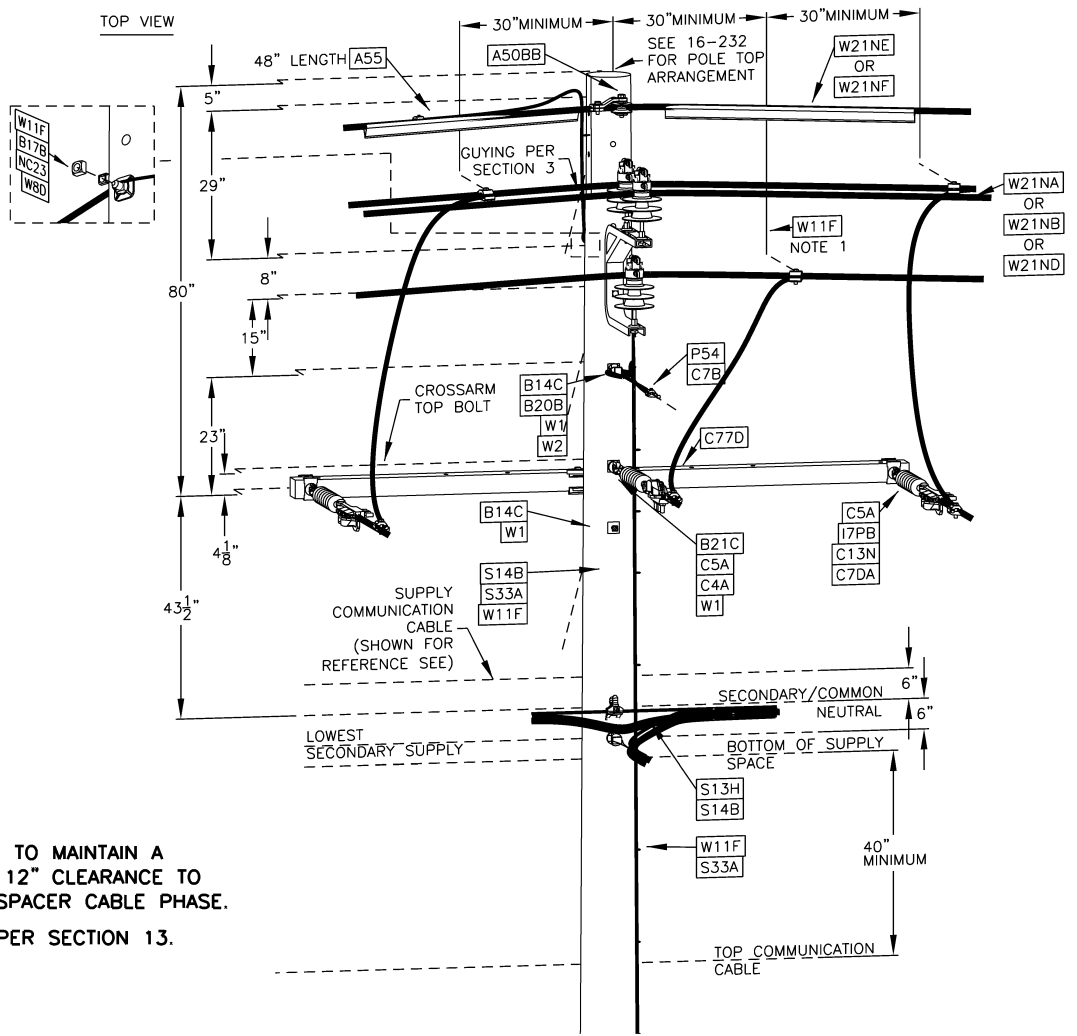 TOP VIEW
30"MINIMUM
30"MINIMUM
30"MINIMUM
48" LENGTH A55
A50BB
SEE 16-232
FOR POLE TOP
ARRANGEMENT
W21NE
OR
W21NF
5"
W11F
B17B
NC23
W8D
GUYING PER
SECTION 3
29"
W21NA
OR
W21NB
OR
W21ND
W11F
NOTE 1
8"
80"
15"
P54
C7B
CROSSARM
TOP BOLT
B14C
B20B
W1
W2
23"
C77D
4 1/8"
B14C
W1
B21C
C5A
C4A
W1
C5A
I7PB
C13N
C7DA
S14B
S33A
W11F
43 1/2"
SUPPLY
COMMUNICATION
CABLE
(SHOWN FOR
REFERENCE SEE)
6"
SECONDARY/COMMON
NEUTRAL
6"
LOWEST
SECONDARY SUPPLY
BOTTOM OF SUPPLY
SPACE
S13H
S14B
W11F
S33A
40"
MINIMUM
TO MAINTAIN A
12" CLEARANCE TO
SPACER CABLE PHASE.
PER SECTION 13.
TOP COMMUNICATION
CABLE